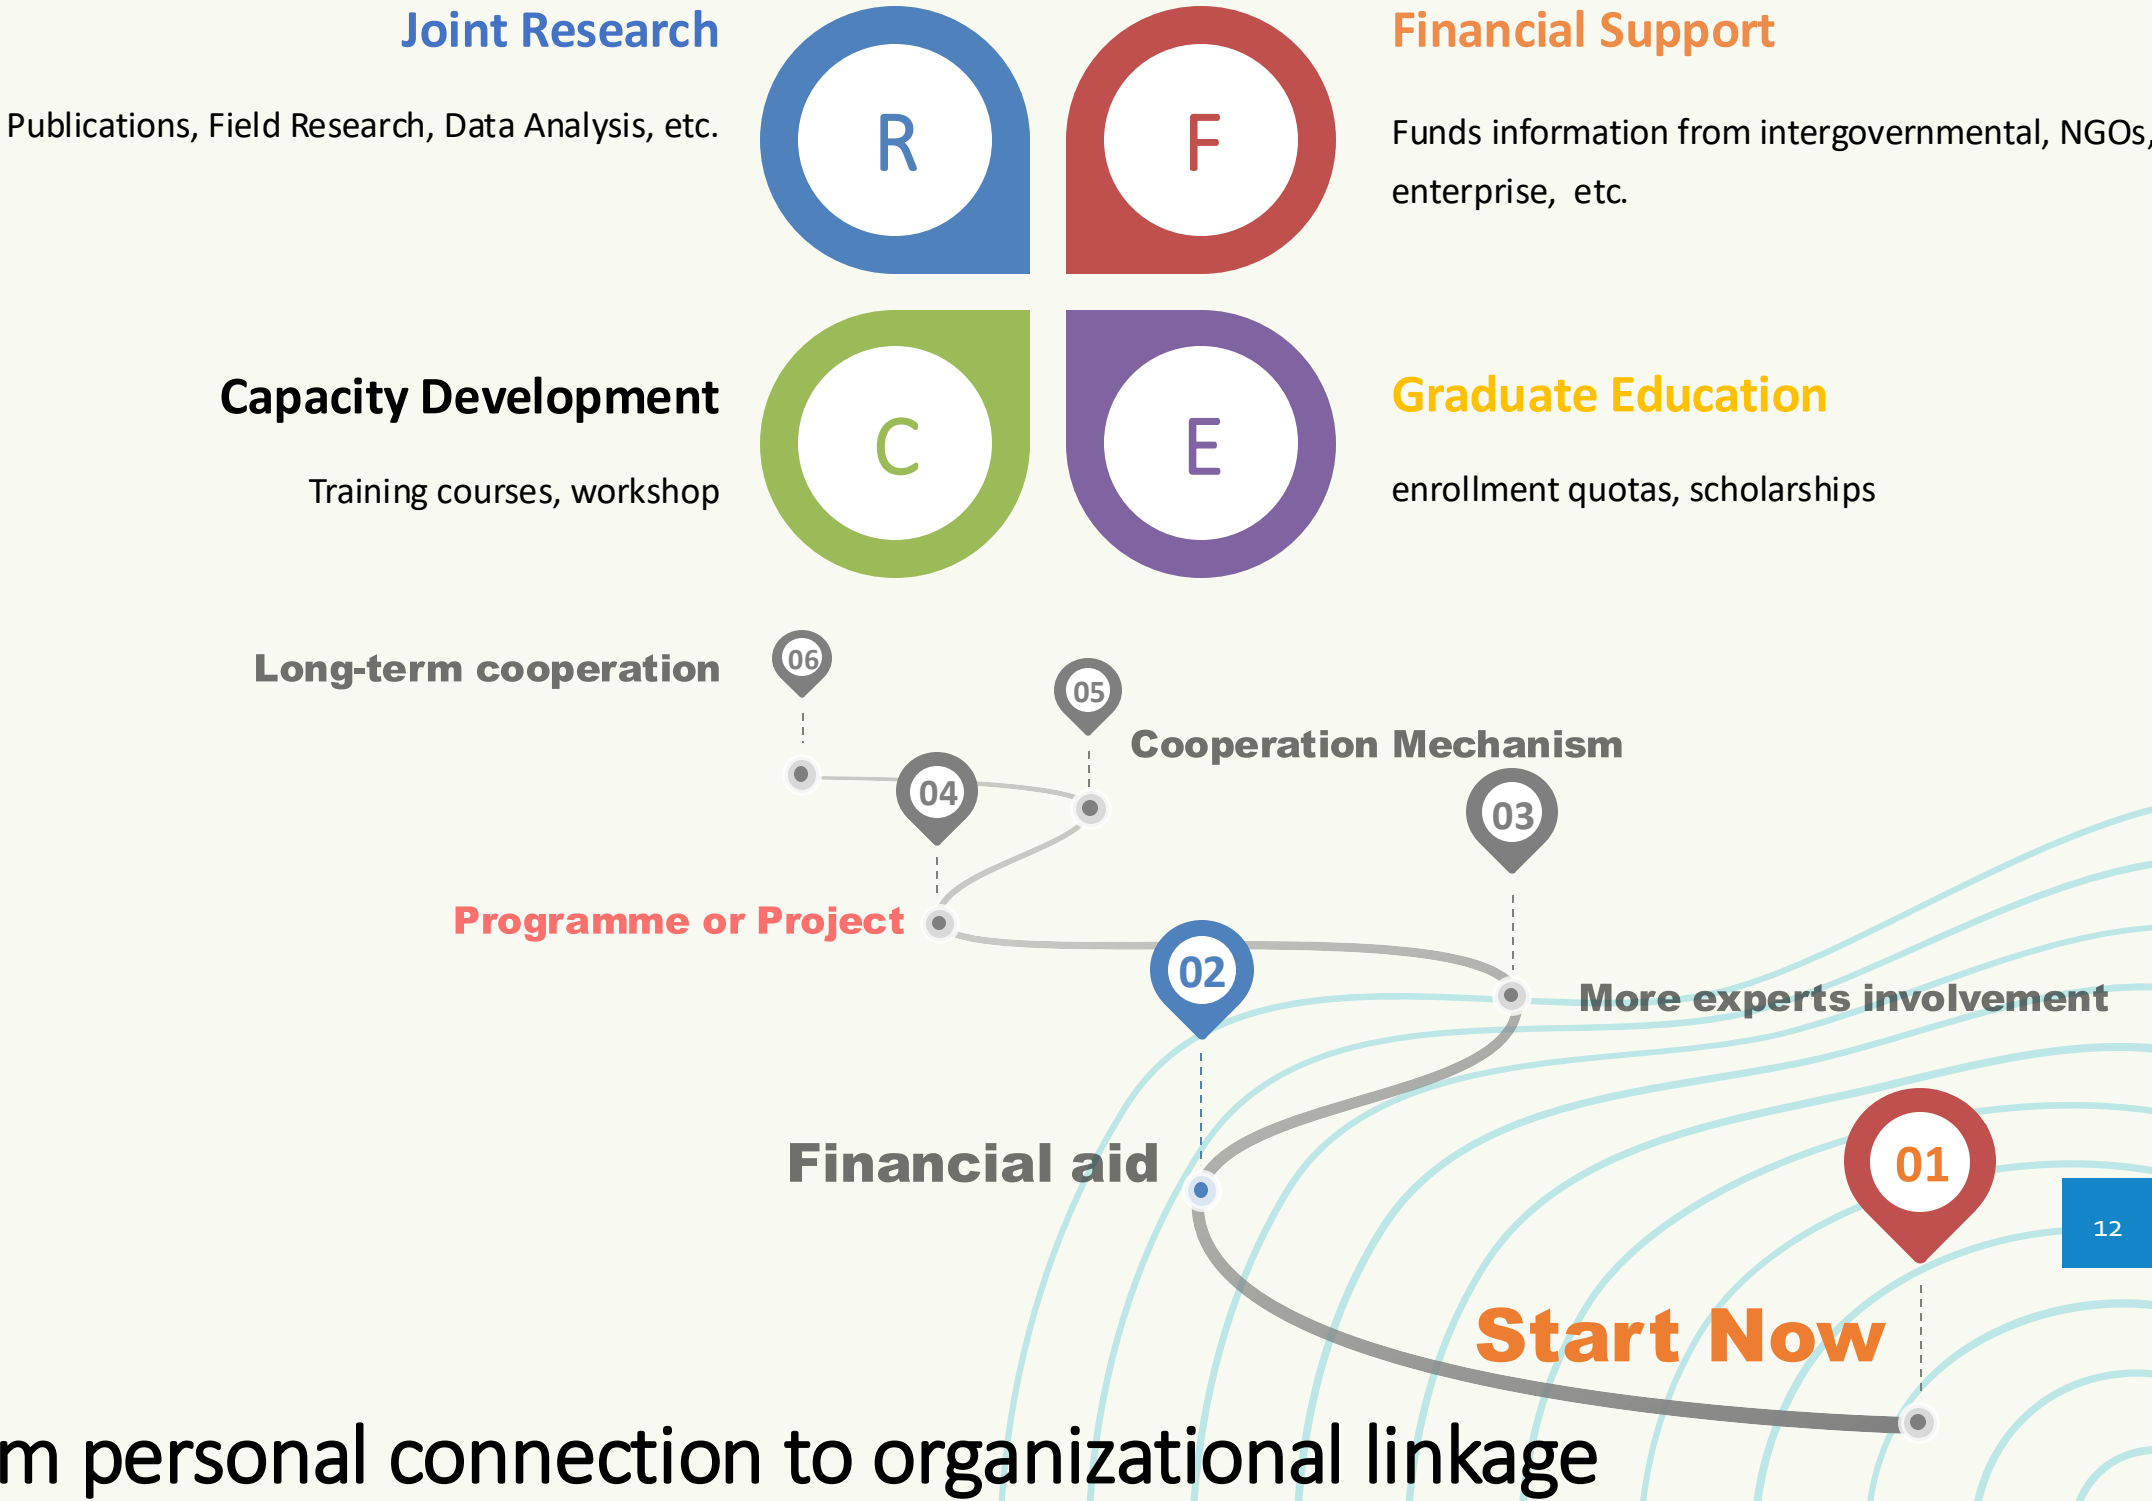 Joint Research
Publications, Field Research, Data Analysis, etc.
R
F
Financial Support
Funds information from intergovernmental, NGOs,
enterprise, etc.
Capacity Development
Training courses, workshop
C
E
Graduate Education
enrollment quotas, scholarships
Long-term cooperation
06
05
Cooperation Mechanism
04
03
Programme or Project
02
More experts involvement
Financial aid
01
12
Start Now
m personal connection to organizational linkage